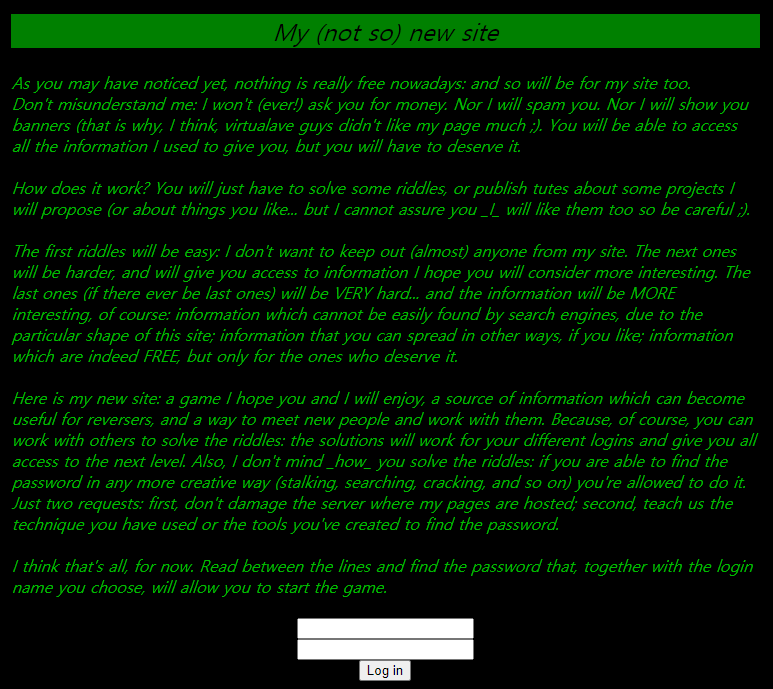 My (not so) new site
As you may have noticed yet, nothing is really free nowadays: and so will be for my site too.
Don't misunderstand me: I won't (ever!) ask you for money. Nor I will spam you. Nor I will show you
banners (that is why, I think, virtualave guys didn't like my page much ;). You will be able to access
all the information I used to give you, but you will have to deserve it.
How does it work? You will just have to solve some riddles, or publish tutes about some projects I
will propose (or about things you like... but I cannot assure you _I_ will like them too so be careful ;).
The first riddles will be easy: I don't want to keep out (almost) anyone from my site. The next ones
will be harder, and will give you access to information I hope you will consider more interesting. The
last ones (if there ever be last ones) will be VERY hard... and the information will be MORE
interesting, of course: information which cannot be easily found by search engines, due to the
particular shape of this site; information that you can spread in other ways, if you like; information
which are indeed FREE, but only for the ones who deserve it.
Here is my new site: a game I hope you and I will enjoy, a source of information which can become
useful for reversers, and a way to meet new people and work with them. Because, of course, you can
work with others to solve the riddles: the solutions will work for your different logins and give you all
access to the next level. Also, I don't mind _how_ you solve the riddles: if you are able to find the
password in any more creative way (stalking, searching, cracking, and so on) you're allowed to do it.
Just two requests: first, don't damage the server where my pages are hosted; second, teach us the
technique you have used or the tools you've created to find the password.
I think that's all, for now. Read between the lines and find the password that, together with the login
name you choose, will allow you to start the game.
Log in